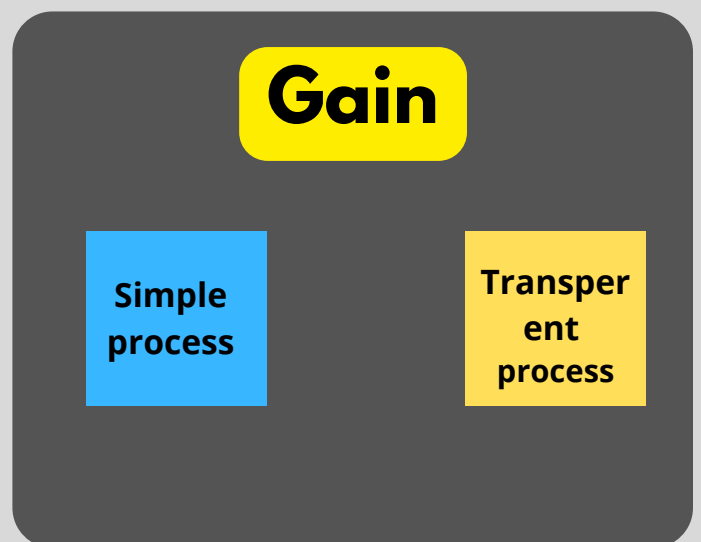 Gain
Simple
process
Transper
ent
process